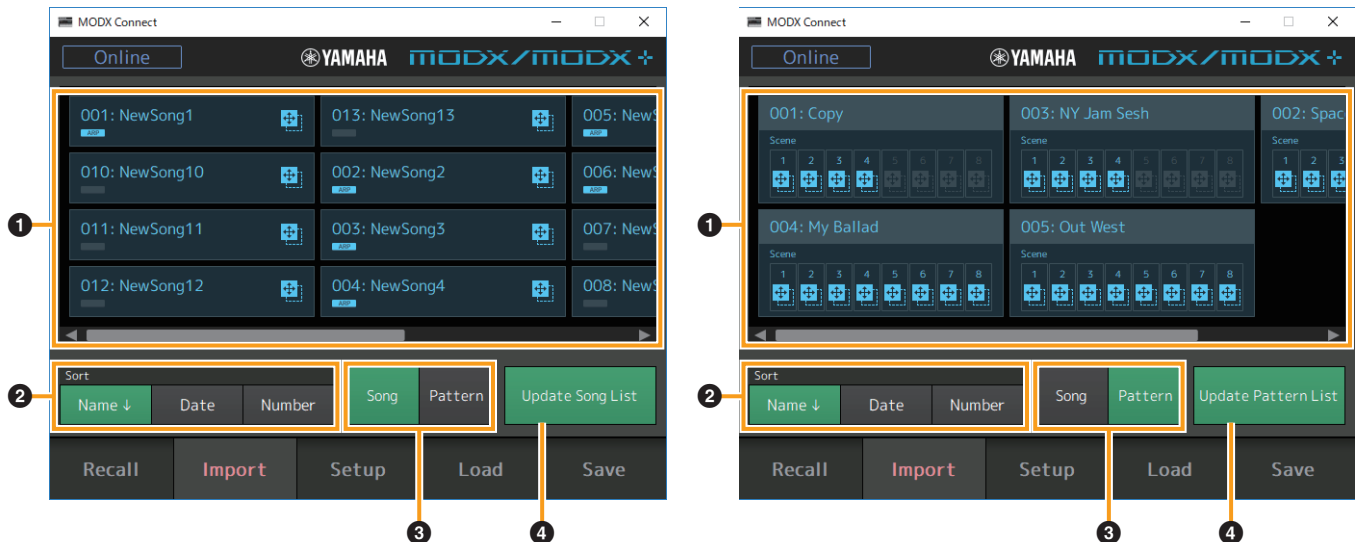 MODX Connect
Online
YAMAHA MODX/MODX+
001: NewSong1
ARP
013: NewSong13
005: NewS
ARP
010: NewSong10
002: NewSong2
ARP
006: NewS
ARP
011: NewSong11
003: NewSong3
ARP
007: NewS
012: NewSong12
004: NewSong4
ARP
008: NewS
Sort
Name ↓ Date Number
Song Pattern
Update Song List
Recall Import Setup Load Save
1
2
3
4
MODX Connect
Online
YAMAHA MODX/MODX+
001: Copy
Scene
1 2 3 4 5 6 7 8
003: NY Jam Sesh
Scene
1 2 3 4 5 6 7 8
002: Spac
Scene
1 2 3
004: My Ballad
Scene
1 2 3 4 5 6 7 8
005: Out West
Scene
1 2 3 4 5 6 7 8
Sort
Name ↓ Date Number
Song Pattern
Update Pattern List
Recall Import Setup Load Save
1
2
3
4